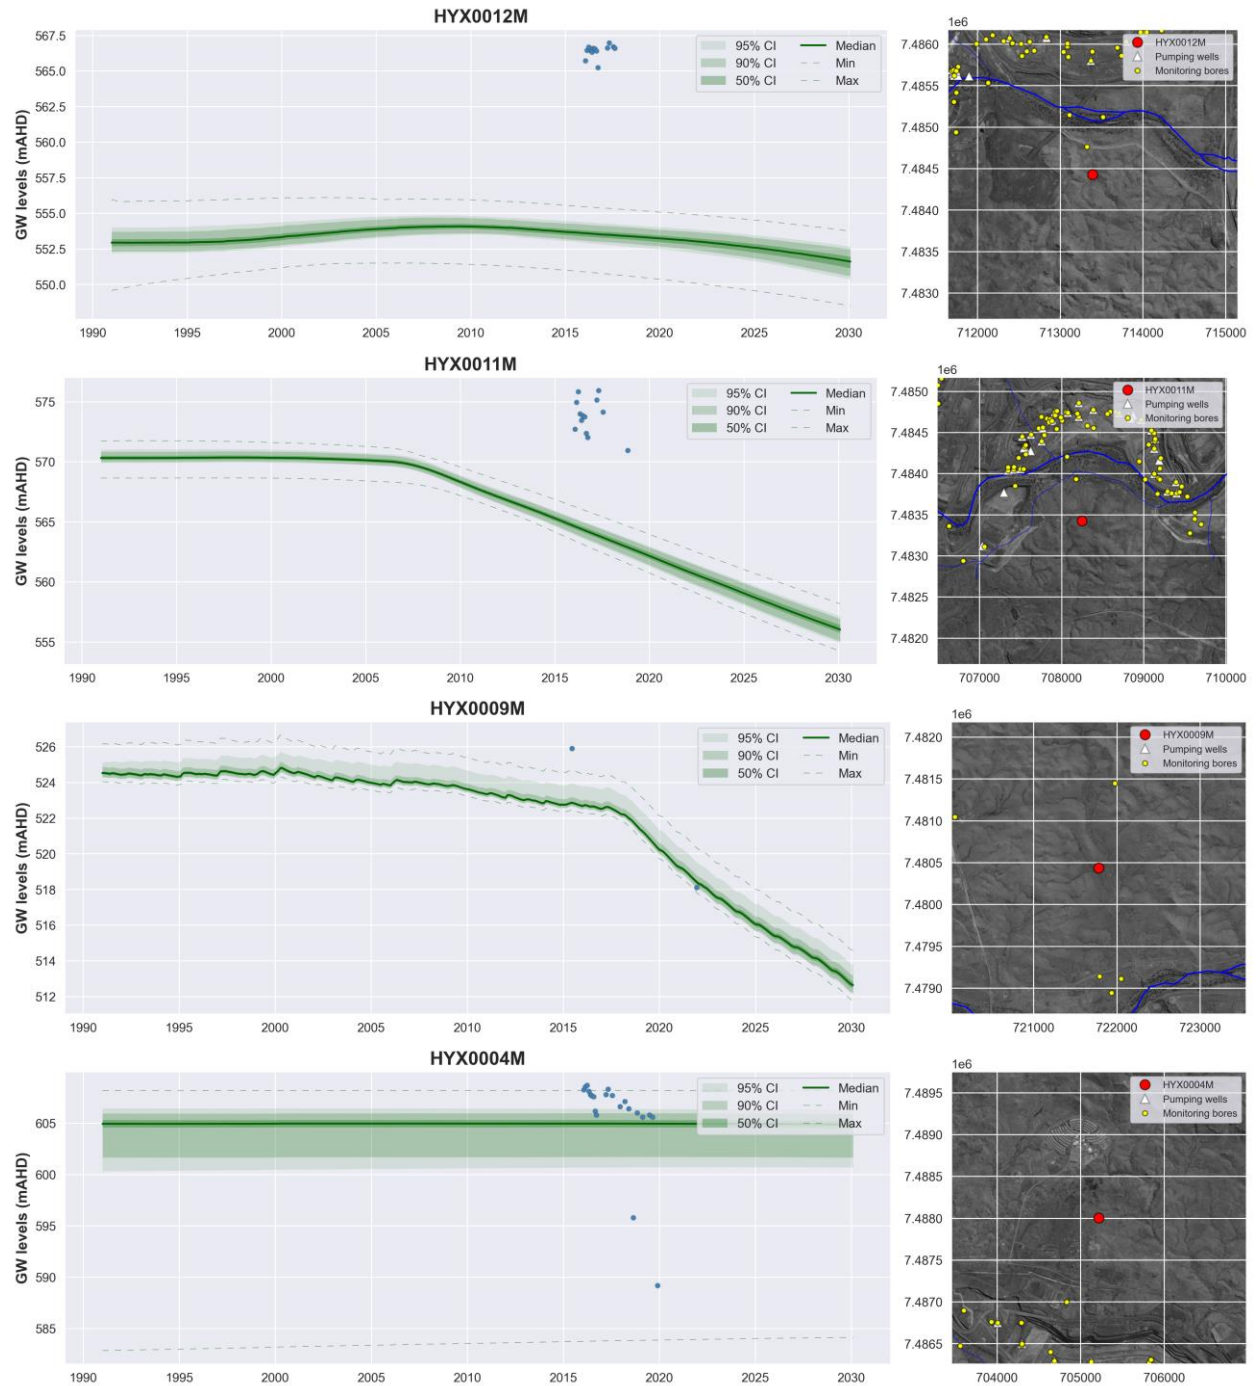 HYX0012M
567.5
565.0
562.5
560.0
557.5
555.0
552.5
550.0
GW levels (mAHD)
95% CI
90% CI
50% CI
Median
Min
Max
1990 1995 2000 2005 2010 2015 2020 2025 2030
1e6
7.4860
7.4855
7.4850
7.4845
7.4840
7.4835
7.4830
HYX0012M
Pumping wells
Monitoring bores
712000 713000 714000 715000
HYX0011M
575
570
565
560
555
GW levels (mAHD)
95% CI
90% CI
50% CI
Median
Min
Max
1990 1995 2000 2005 2010 2015 2020 2025 2030
1e6
7.4850
7.4845
7.4840
7.4835
7.4830
7.4825
7.4820
HYX0011M
Pumping wells
Monitoring bores
707000 708000 709000 710000
HYX0009M
526
524
522
520
518
516
514
512
GW levels (mAHD)
95% CI
90% CI
50% CI
Median
Min
Max
1990 1995 2000 2005 2010 2015 2020 2025 2030
1e6
7.4820
7.4815
7.4810
7.4805
7.4800
7.4795
7.4790
HYX0009M
Pumping wells
Monitoring bores
721000 722000 723000
HYX0004M
605
600
595
590
585
GW levels (mAHD)
95% CI
90% CI
50% CI
Median
Min
Max
1990 1995 2000 2005 2010 2015 2020 2025 2030
1e6
7.4895
7.4890
7.4885
7.4880
7.4875
7.4870
7.4865
HYX0004M
Pumping wells
Monitoring bores
704000 705000 706000